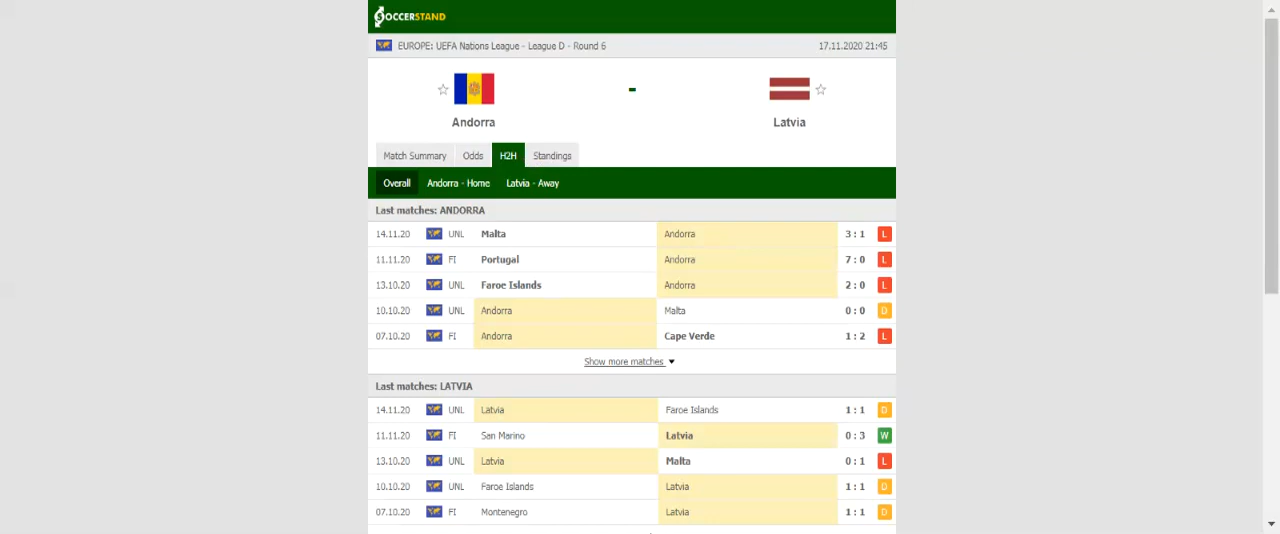 SOCCERSTAND
EUROPE: UEFA Nations League - League D - Round 6 17.11.2020 21:45
-
Andorra Latvia
Match Summary Odds H2H Standings
Overall Andorra - Home Latvia - Away
Last matches: ANDORRA
14.11.20 UNL Malta Andorra 3 : 1 L
11.11.20 FI Portugal Andorra 7 : 0 L
13.10.20 UNL Faroe Islands Andorra 2 : 0 L
10.10.20 UNL Andorra Malta 0 : 0 D
07.10.20 FI Andorra Cape Verde 1 : 2 L
Show more matches
Last matches: LATVIA
14.11.20 UNL Latvia Faroe Islands 1 : 1 D
11.11.20 FI San Marino Latvia 0 : 3 W
13.10.20 UNL Latvia Malta 0 : 1 L
10.10.20 UNL Faroe Islands Latvia 1 : 1 D
07.10.20 FI Montenegro Latvia 1 : 1 D